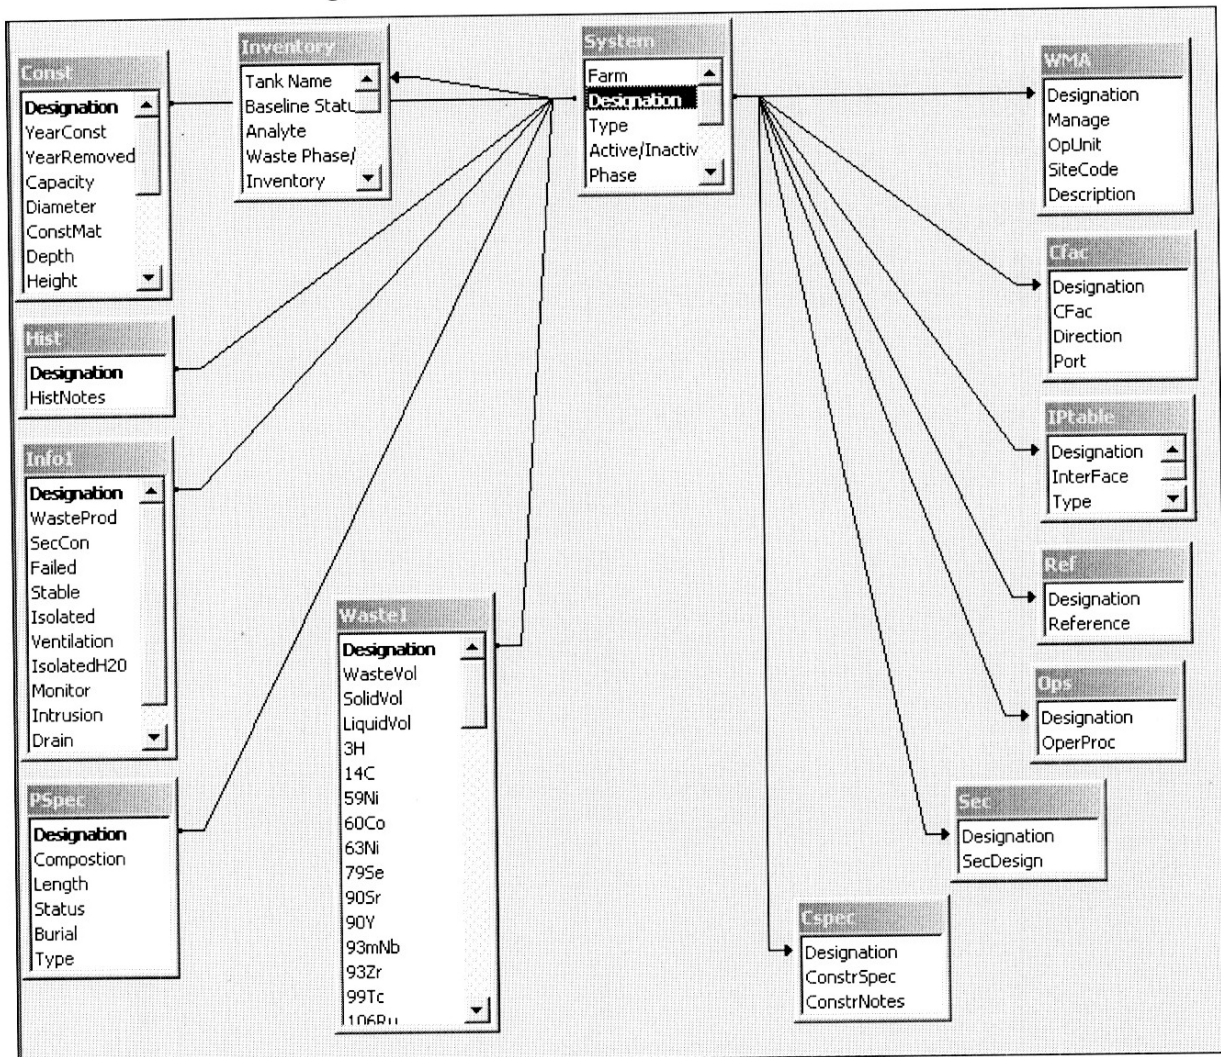 Const
Designation
YearConst
YearRemoved
Capacity
Diameter
ConstMat
Depth
Height
Inventory
Tank Name
Baseline Statu
Analyte
Waste Phase/
Inventory
System
Farm
Designation
Type
Active/Inactiv
Phase
WMA
Designation
Manage
OpUnit
SiteCode
Description
Cfac
Designation
CFac
Direction
Port
Hist
Designation
HistNotes
IPtable
Designation
InterFace
Type
Info1
Designation
WasteProd
SecCon
Failed
Stable
Isolated
Ventilation
IsolatedH20
Monitor
Intrusion
Drain
Ref
Designation
Reference
Waste1
Designation
WasteVol
SolidVol
LiquidVol
3H
14C
59Ni
60Co
63Ni
79Se
90Sr
90Y
93mNb
93Zr
99Tc
106Ru
Ops
Designation
OperProc
PSpec
Designation
Compostion
Length
Status
Burial
Type
Sec
Designation
SecDesign
Cspec
Designation
ConstrSpec
ConstrNotes